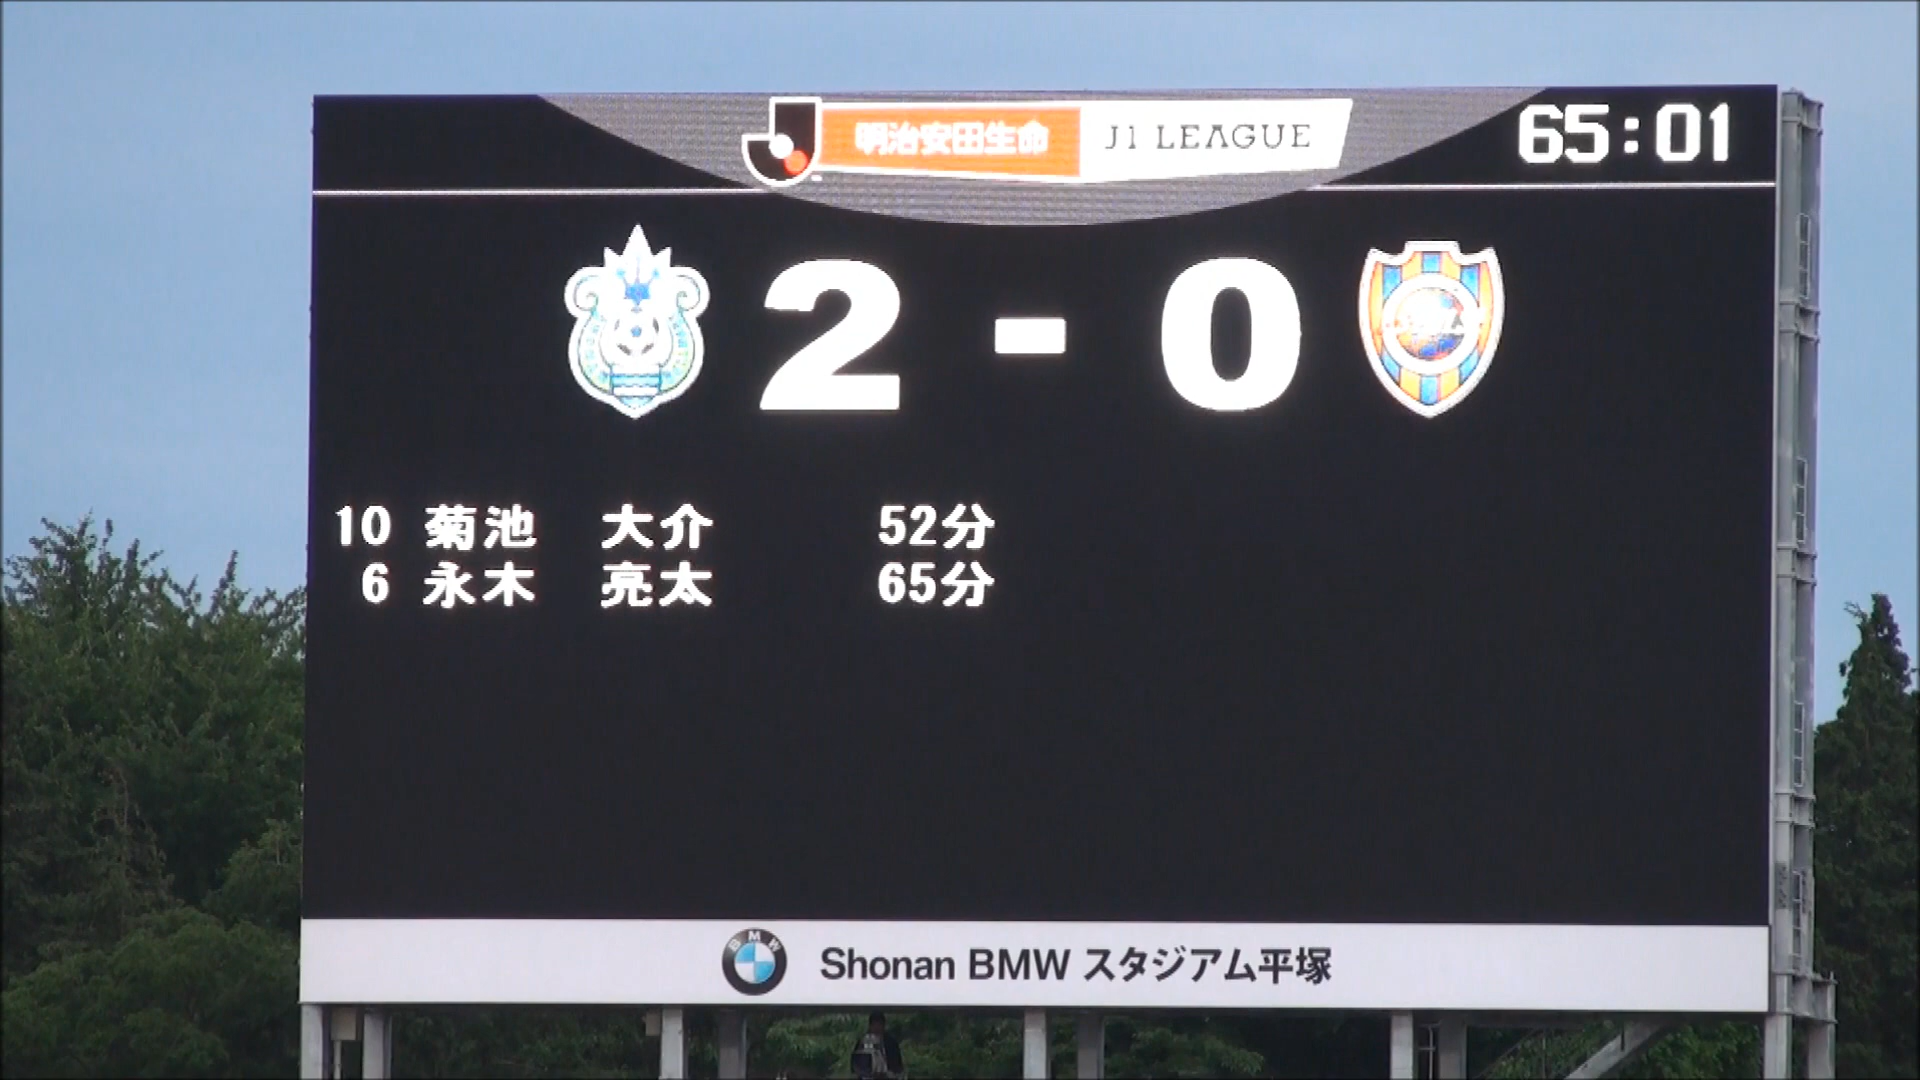 明治安田生命 J1 LEAGUE 65:01
2 - 0
10 菊池 大介 52分
6 永木 亮太 65分
BMW Shonan BMW スタジアム平塚